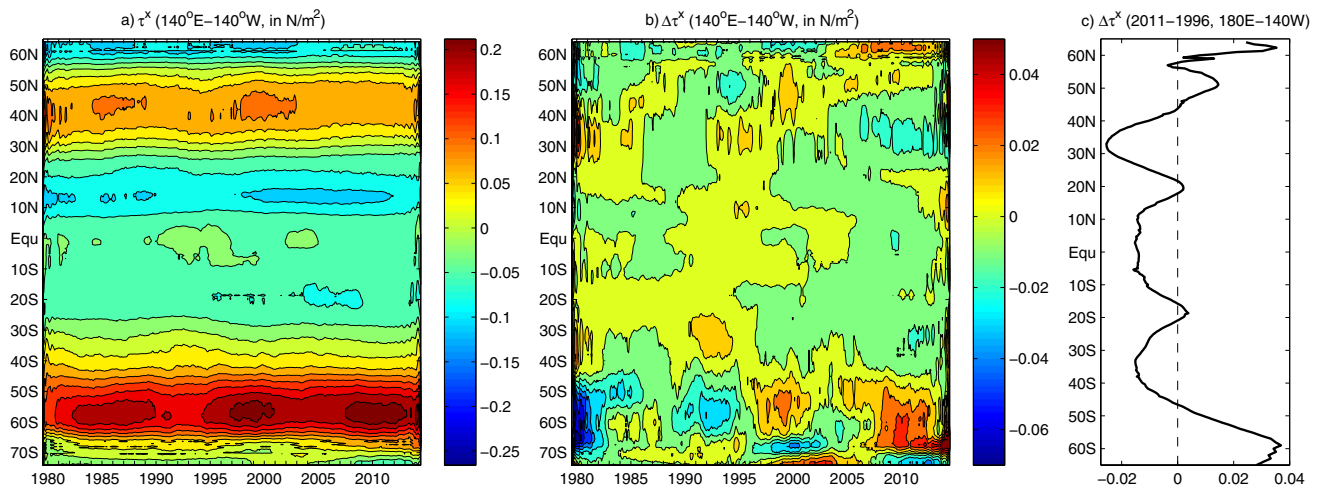 a) τˣ (140°E−140°W, in N/m²)
60N
50N
40N
30N
20N
10N
Equ
10S
20S
30S
40S
50S
60S
70S
1980 1985 1990 1995 2000 2005 2010
0.2
0.15
0.1
0.05
0
−0.05
−0.1
−0.15
−0.2
−0.25
b) Δτˣ (140°E−140°W, in N/m²)
60N
50N
40N
30N
20N
10N
Equ
10S
20S
30S
40S
50S
60S
70S
1980 1985 1990 1995 2000 2005 2010
0.04
0.02
0
−0.02
−0.04
−0.06
c) Δτˣ (2011−1996, 180E−140W)
60N
50N
40N
30N
20N
10N
Equ
10S
20S
30S
40S
50S
60S
−0.02 0 0.02 0.04